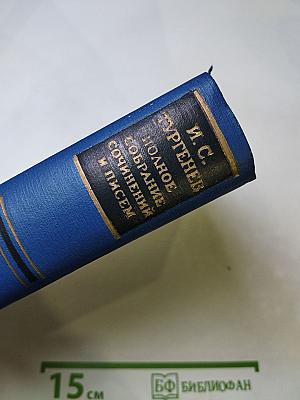 И. С.
ТУРГЕНЕВ
ПОЛНОЕ
СОБРАНИЕ
СОЧИНЕНИЙ
И ПИСЕМ
15 СМ
БФ БИБЛИОФАН